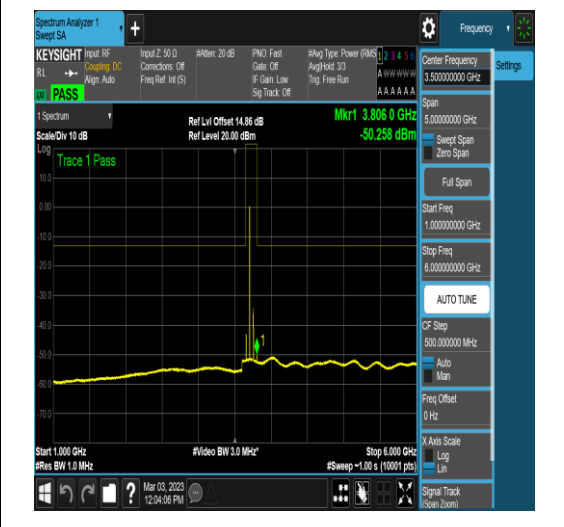 Spectrum Analyzer 1
Swept SA
Frequency
KEYSIGHT
RL
Input: RF
Coupling: DC
Align: Auto
Input Z: 50 Ω
Corrections: Off
Freq Ref: Int (S)
#Atten: 20 dB
PNO: Fast
Gate: Off
IF Gain: Low
Sig Track: Off
#Avg Type: Power (RMS
Avg|Hold: 3/3
Trig: Free Run
1 2 3 4 5 6
A W W W W W
A A A A A A
PASS
1 Spectrum
Ref Lvl Offset 14.86 dB
Mkr1 3.806 0 GHz
Scale/Div 10 dB
Ref Level 20.00 dBm
-50.258 dBm
Log
Trace 1 Pass
10.0
0.00
-10.0
-20.0
-30.0
-40.0
-50.0
-60.0
-70.0
1
Start 1.000 GHz
#Video BW 3.0 MHz*
Stop 6.000 GHz
#Res BW 1.0 MHz
#Sweep ~1.00 s (10001 pts)
Mar 03, 2023
12:04:06 PM
Center Frequency
3.500000000 GHz
Settings
Span
5.00000000 GHz
Swept Span
Zero Span
Full Span
Start Freq
1.000000000 GHz
Stop Freq
6.000000000 GHz
AUTO TUNE
CF Step
500.000000 MHz
Auto
Man
Freq Offset
0 Hz
X Axis Scale
Log
Lin
Signal Track
(Span Zoom)